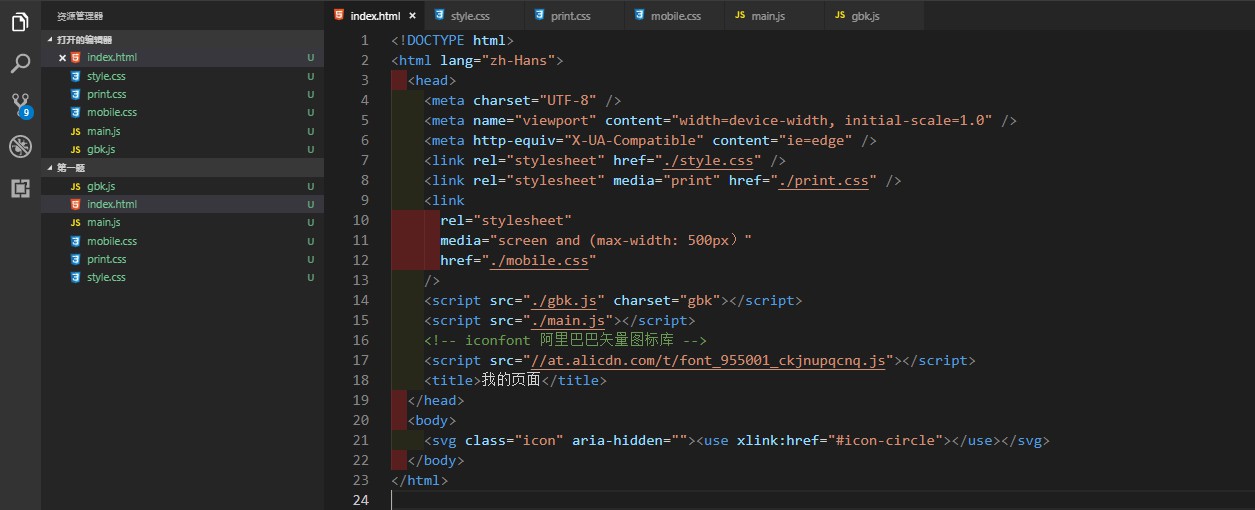 资源管理器
打开的编辑器
index.html U
style.css U
print.css U
mobile.css U
main.js U
gbk.js U
9
第一题
gbk.js U
index.html U
main.js U
mobile.css U
print.css U
style.css U
index.html × style.css print.css mobile.css JS main.js JS gbk.js
1 <!DOCTYPE html>
2 <html lang="zh-Hans">
3 <head>
4 <meta charset="UTF-8" />
5 <meta name="viewport" content="width=device-width, initial-scale=1.0" />
6 <meta http-equiv="X-UA-Compatible" content="ie=edge" />
7 <link rel="stylesheet" href="./style.css" />
8 <link rel="stylesheet" media="print" href="./print.css" />
9 <link
10 rel="stylesheet"
11 media="screen and (max-width: 500px）"
12 href="./mobile.css"
13 />
14 <script src="./gbk.js" charset="gbk"></script>
15 <script src="./main.js"></script>
16 <!-- iconfont 阿里巴巴矢量图标库 -->
17 <script src="//at.alicdn.com/t/font_955001_ckjnupqcnq.js"></script>
18 <title>我的页面</title>
19 </head>
20 <body>
21 <svg class="icon" aria-hidden=""><use xlink:href="#icon-circle"></use></svg>
22 </body>
23 </html>
24